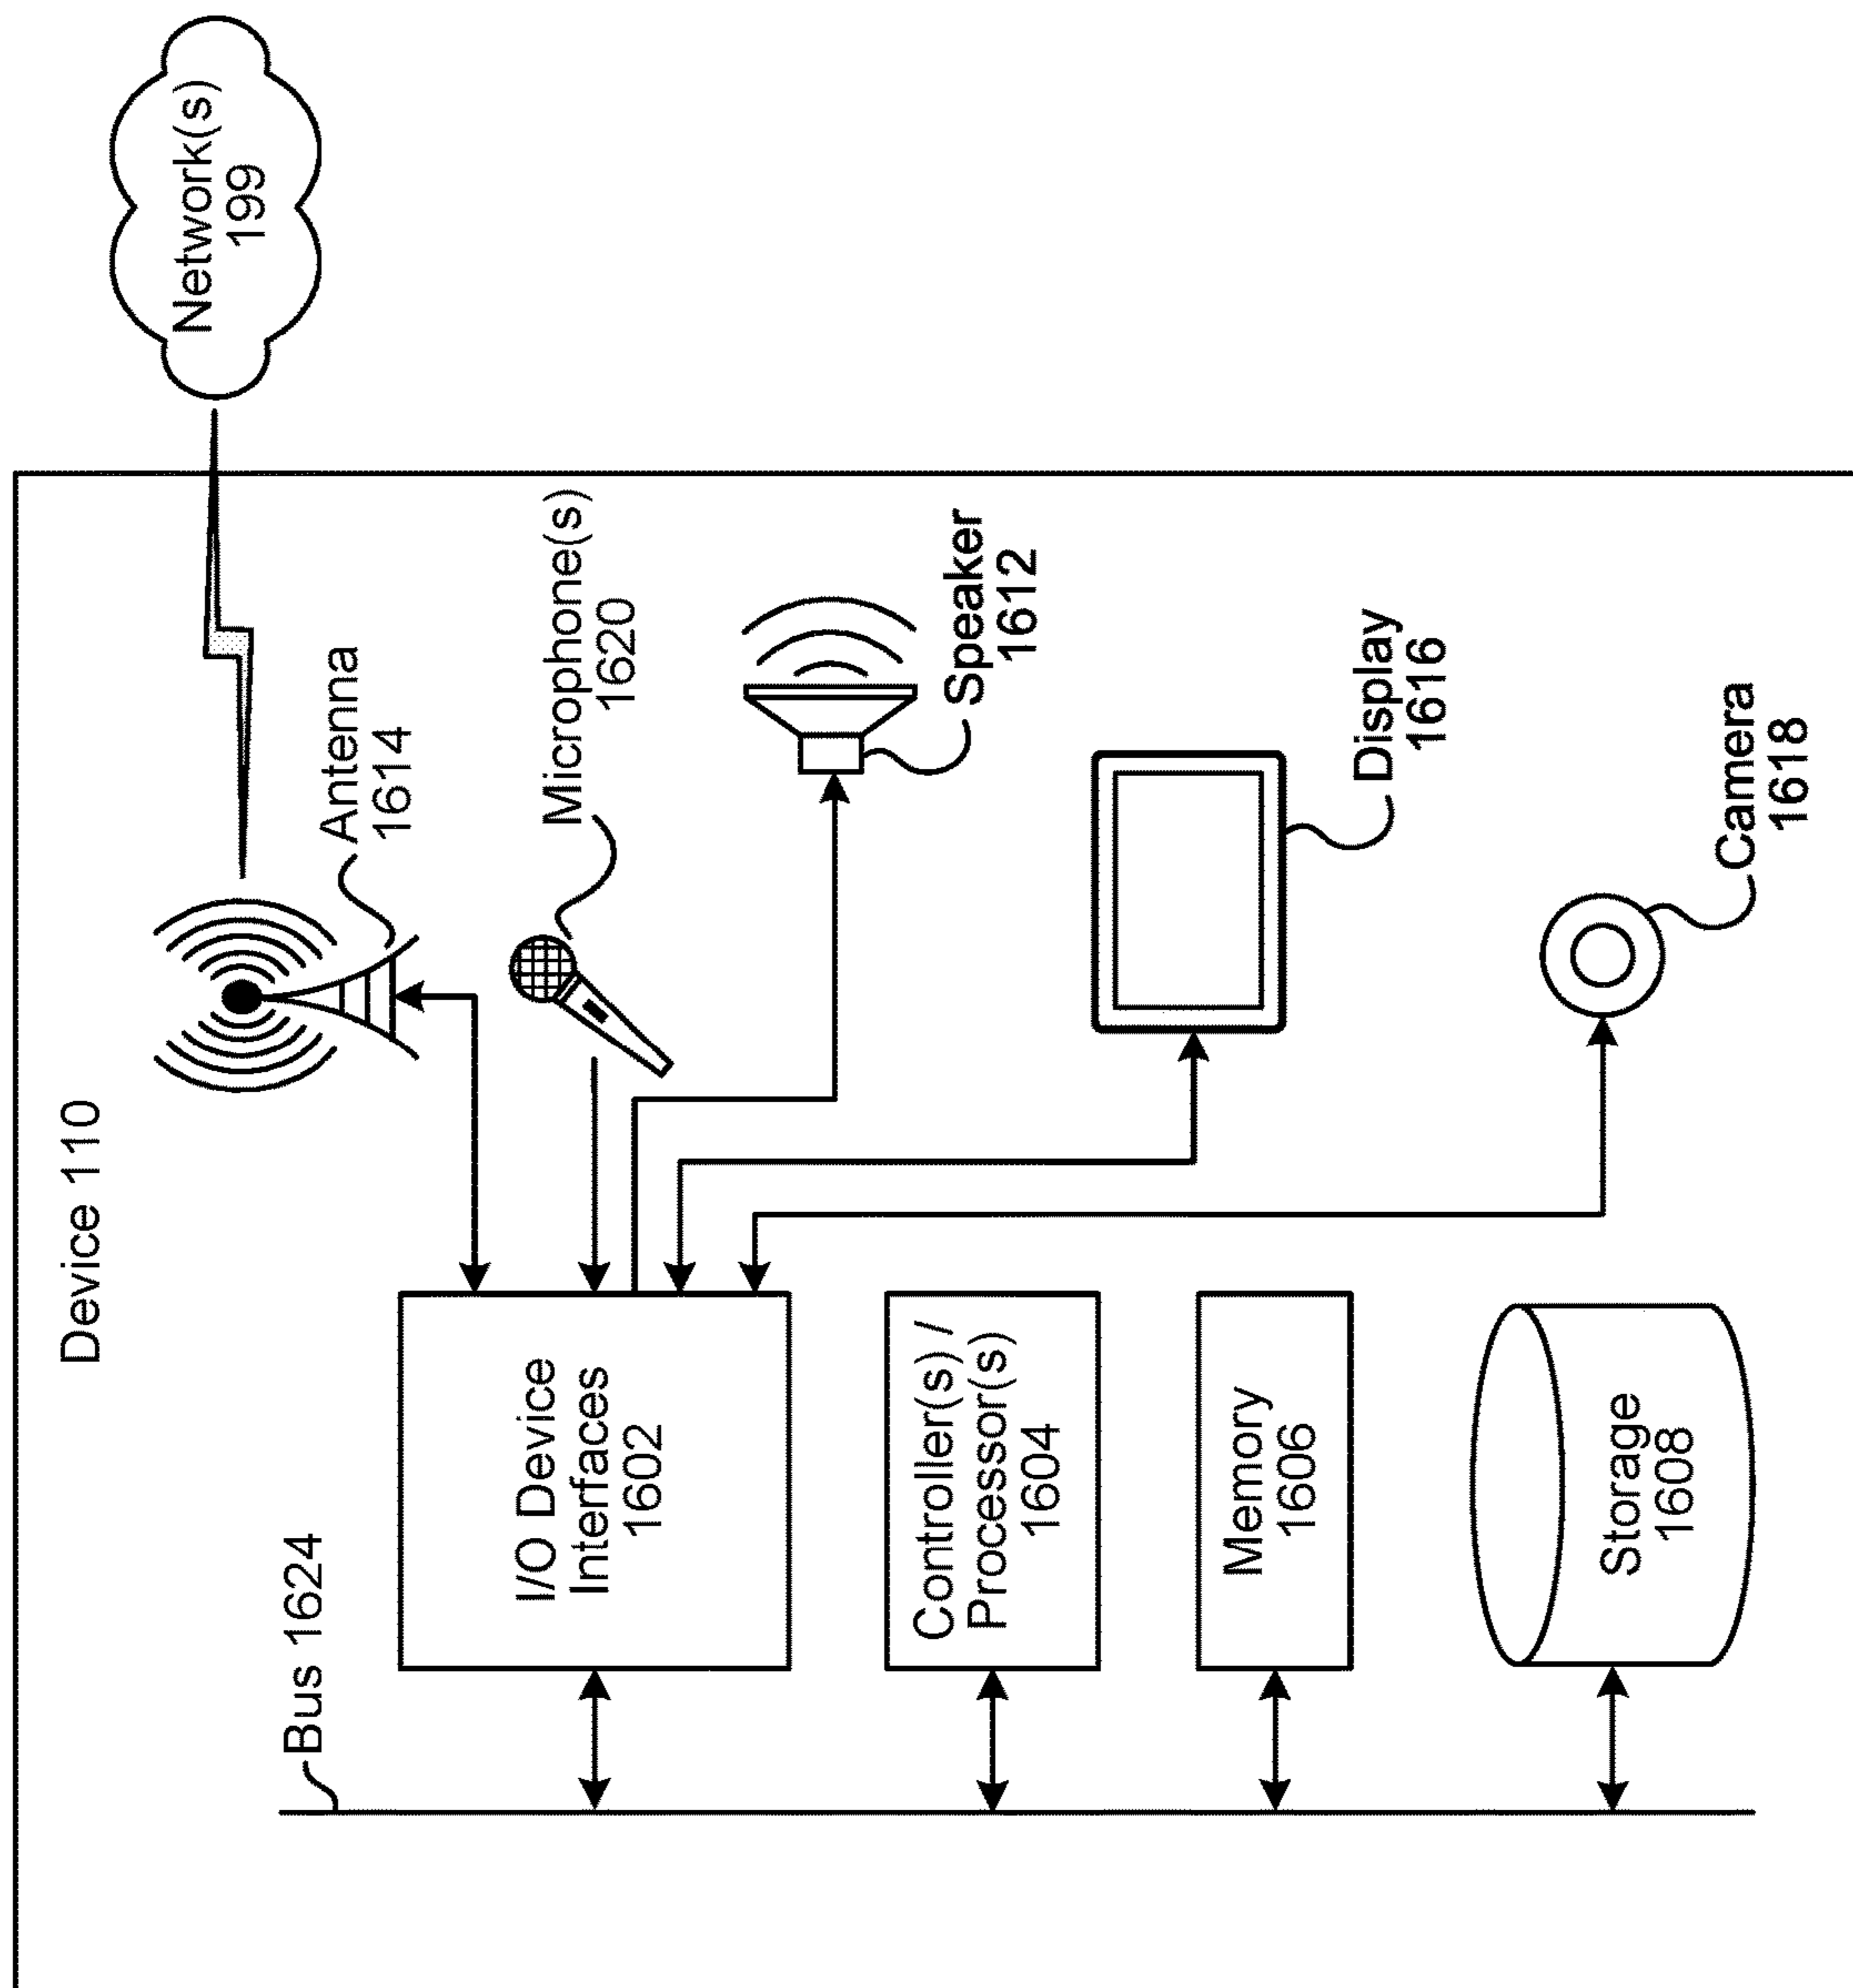 Device 110
Bus 1624
I/O Device
Interfaces
1602
Controller(s) /
Processor(s)
1604
Memory
1606
Storage
1608
Antenna
1614
Microphone(s)
1620
Speaker
1612
Display
1616
Camera
1618
Network(s)
199